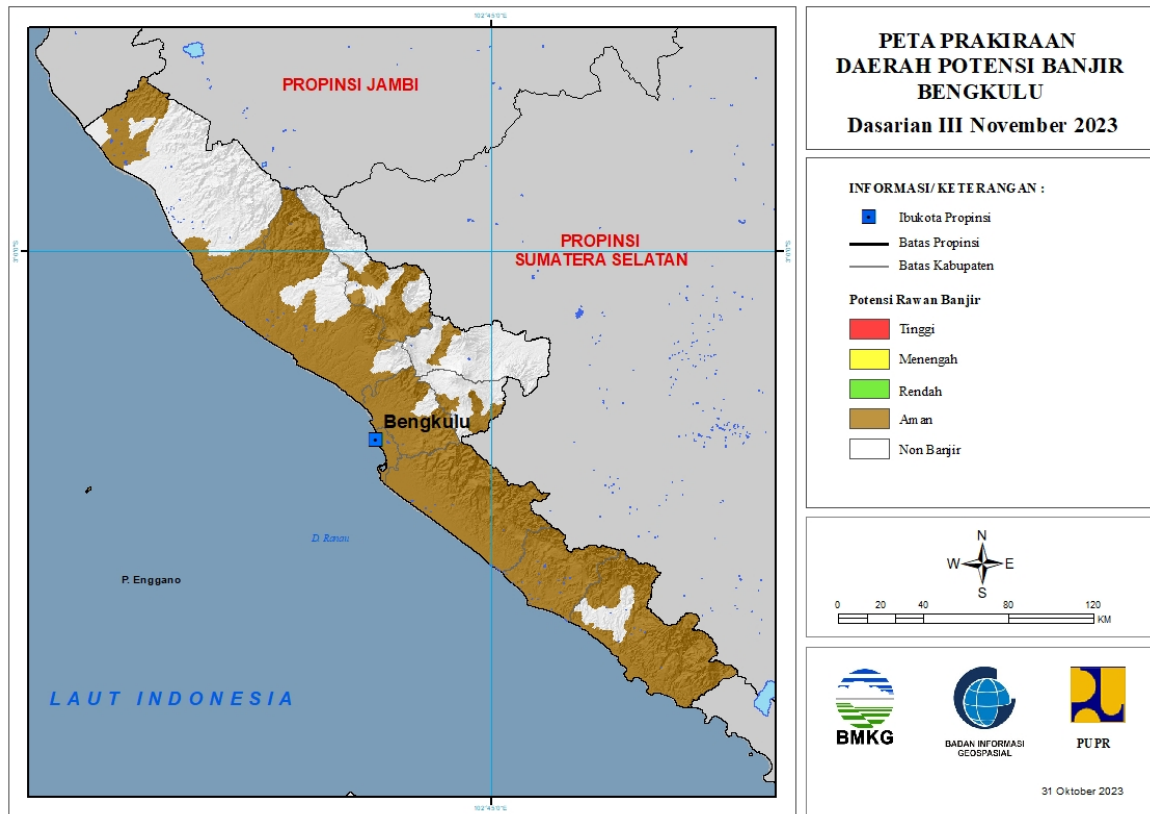 PETA PRAKIRAAN
DAERAH POTENSI BANJIR
BENGKULU
Dasarian III November 2023
INFORMASI/ KETERANGAN :
Ibukota Propinsi
Batas Propinsi
Batas Kabupaten
Potensi Rawan Banjir
Tinggi
Menengah
Rendah
Aman
Non Banjir
N
W E
S
0 20 40 80 120
KM
BMKG
BADAN INFORMASI
GEOSPASIAL
PUPR
31 Oktober 2023
PROPINSI JAMBI
PROPINSI
SUMATERA SELATAN
Bengkulu
D. Ranau
P. Enggano
LAUT INDONESIA